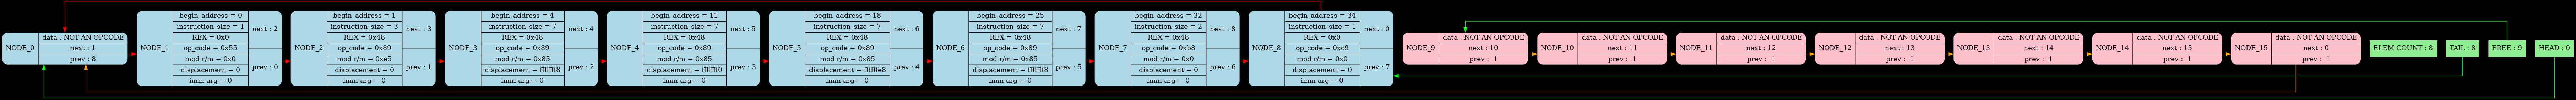 NODE_0
data : NOT AN OPCODE
next : 1
prev : 8
NODE_1
begin_address = 0
instruction_size = 1
REX = 0x0
op_code = 0x55
mod r/m = 0x0
displacement = 0
imm arg = 0
next : 2
prev : 0
NODE_2
begin_address = 1
instruction_size = 3
REX = 0x48
op_code = 0x89
mod r/m = 0xe5
displacement = 0
imm arg = 0
next : 3
prev : 1
NODE_3
begin_address = 4
instruction_size = 7
REX = 0x48
op_code = 0x89
mod r/m = 0x85
displacement = fffffff8
imm arg = 0
next : 4
prev : 2
NODE_4
begin_address = 11
instruction_size = 7
REX = 0x48
op_code = 0x89
mod r/m = 0x85
displacement = fffffff0
imm arg = 0
next : 5
prev : 3
NODE_5
begin_address = 18
instruction_size = 7
REX = 0x48
op_code = 0x89
mod r/m = 0x85
displacement = ffffffe8
imm arg = 0
next : 6
prev : 4
NODE_6
begin_address = 25
instruction_size = 7
REX = 0x48
op_code = 0x89
mod r/m = 0x85
displacement = fffffff8
imm arg = 0
next : 7
prev : 5
NODE_7
begin_address = 32
instruction_size = 2
REX = 0x48
op_code = 0xb8
mod r/m = 0x0
displacement = 0
imm arg = 0
next : 8
prev : 6
NODE_8
begin_address = 34
instruction_size = 1
REX = 0x0
op_code = 0xc9
mod r/m = 0x0
displacement = 0
imm arg = 0
next : 0
prev : 7
NODE_9
data : NOT AN OPCODE
next : 10
prev : -1
NODE_10
data : NOT AN OPCODE
next : 11
prev : -1
NODE_11
data : NOT AN OPCODE
next : 12
prev : -1
NODE_12
data : NOT AN OPCODE
next : 13
prev : -1
NODE_13
data : NOT AN OPCODE
next : 14
prev : -1
NODE_14
data : NOT AN OPCODE
next : 15
prev : -1
NODE_15
data : NOT AN OPCODE
next : 0
prev : -1
ELEM COUNT : 8
TAIL : 8
FREE : 9
HEAD : 0